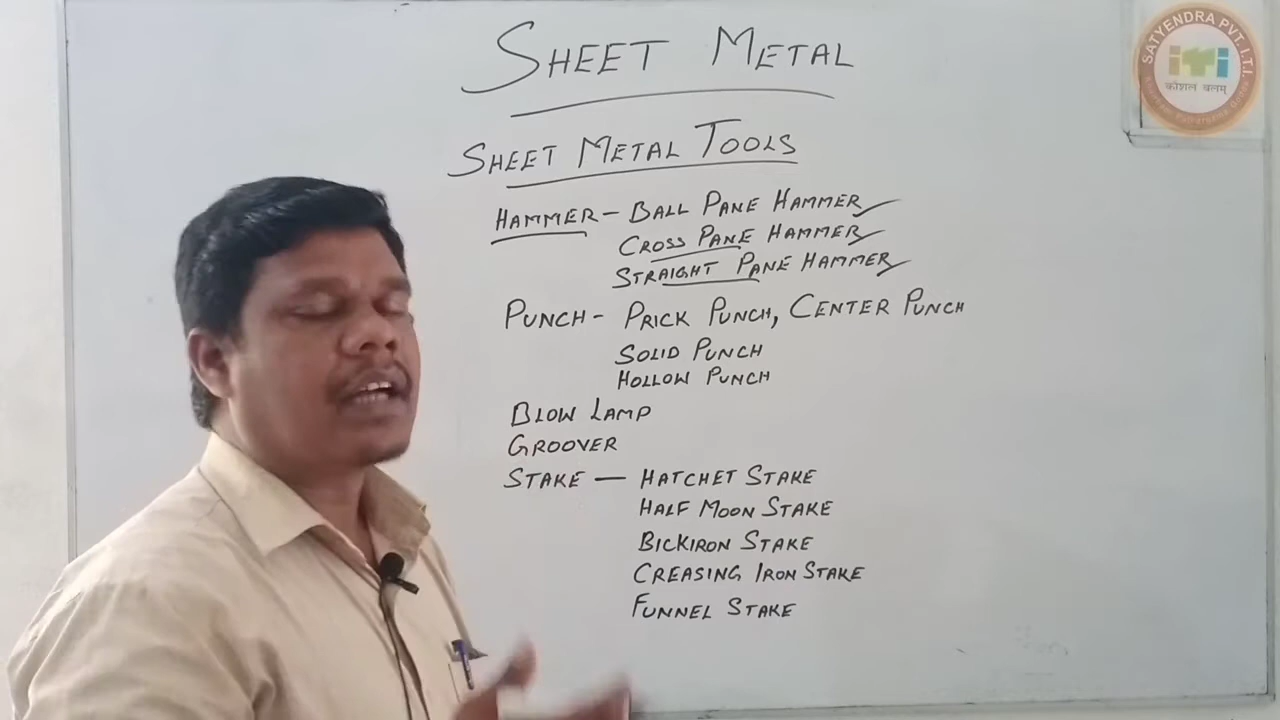 SHEET METAL
SHEET METAL TOOLS
HAMMER - BALL PANE HAMMER
CROSS PANE HAMMER
STRAIGHT PANE HAMMER
PUNCH - PRICK PUNCH, CENTER PUNCH
SOLID PUNCH
HOLLOW PUNCH
BLOW LAMP
GROOVER
STAKE — HATCHET STAKE
HALF MOON STAKE
BICKIRON STAKE
CREASING IRON STAKE
FUNNEL STAKE
SATYENDRA PVT. I.T.I.
iTi
कौशल बलम्